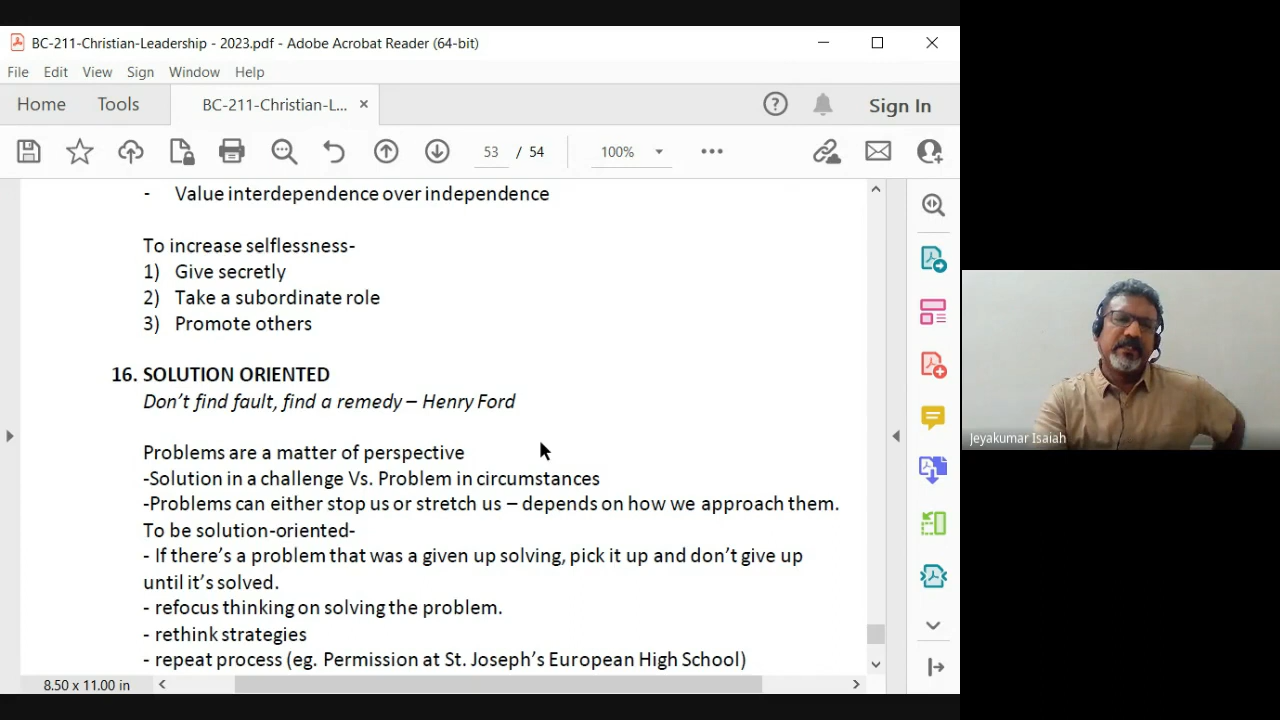 BC-211-Christian-Leadership - 2023.pdf - Adobe Acrobat Reader (64-bit)
File Edit View Sign Window Help
Home Tools BC-211-Christian-L... × Sign In
53 / 54 100%
- Value interdependence over independence
To increase selflessness-
1) Give secretly
2) Take a subordinate role
3) Promote others
16. SOLUTION ORIENTED
Don't find fault, find a remedy – Henry Ford
Problems are a matter of perspective
-Solution in a challenge Vs. Problem in circumstances
-Problems can either stop us or stretch us – depends on how we approach them.
To be solution-oriented-
- If there's a problem that was a given up solving, pick it up and don't give up
until it's solved.
- refocus thinking on solving the problem.
- rethink strategies
- repeat process (eg. Permission at St. Joseph's European High School)
8.50 x 11.00 in
Jeyakumar Isaiah